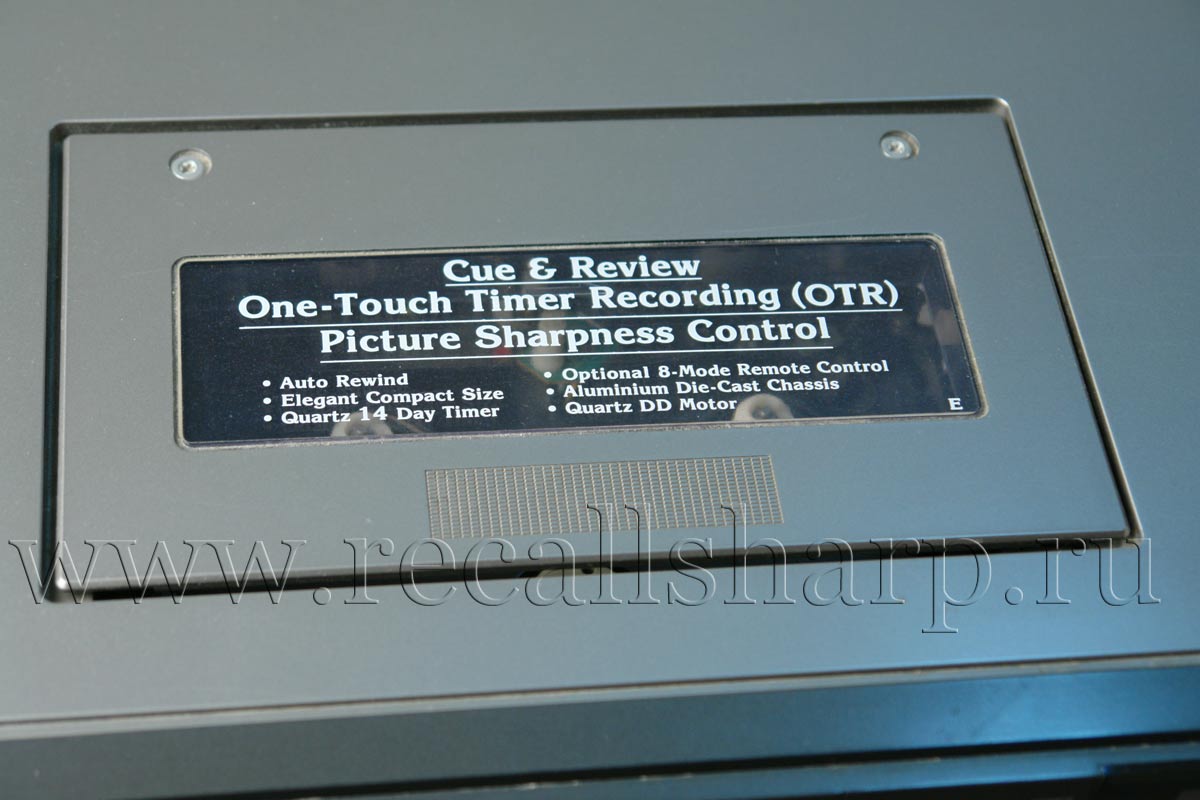 Cue & Review
One-Touch Timer Recording (OTR)
Picture Sharpness Control
• Auto Rewind
• Elegant Compact Size
• Quartz 14 Day Timer
• Optional 8-Mode Remote Control
• Aluminium Die-Cast Chassis
• Quartz DD Motor
E
www.recallsharp.ru